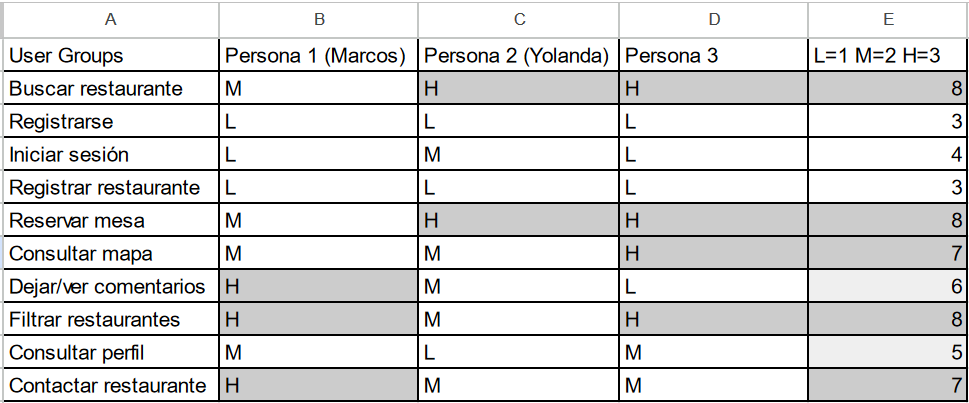 A B C D E
User Groups Persona 1 (Marcos) Persona 2 (Yolanda) Persona 3 L=1 M=2 H=3
Buscar restaurante M H H 8
Registrarse L L L 3
Iniciar sesión L M L 4
Registrar restaurante L L L 3
Reservar mesa M H H 8
Consultar mapa M M H 7
Dejar/ver comentarios H M L 6
Filtrar restaurantes H M H 8
Consultar perfil M L M 5
Contactar restaurante H M M 7